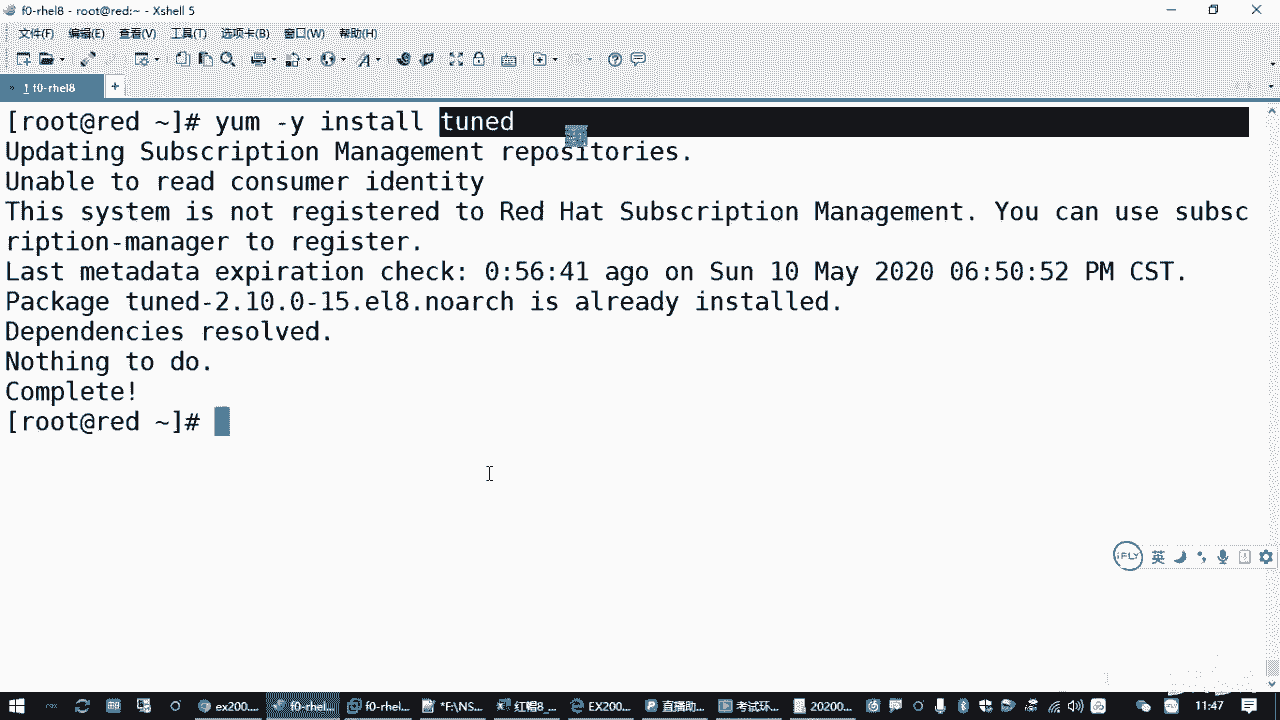 f0-rhel8 - root@red:~ - Xshell 5
文件(F) 编辑(E) 查看(V) 工具(T) 选项卡(B) 窗口(W) 帮助(H)
1 f0-rhel8
[root@red ~]# yum -y install tuned
Updating Subscription Management repositories.
Unable to read consumer identity
This system is not registered to Red Hat Subscription Management. You can use subsc
ription-manager to register.
Last metadata expiration check: 0:56:41 ago on Sun 10 May 2020 06:50:52 PM CST.
Package tuned-2.10.0-15.el8.noarch is already installed.
Dependencies resolved.
Nothing to do.
Complete!
[root@red ~]#
iFLY 英
ex200... f0-rhel... f0-rhel... *F:\NS... 红帽8_... EX200... 直播助... 考试环... 20200... 11:47